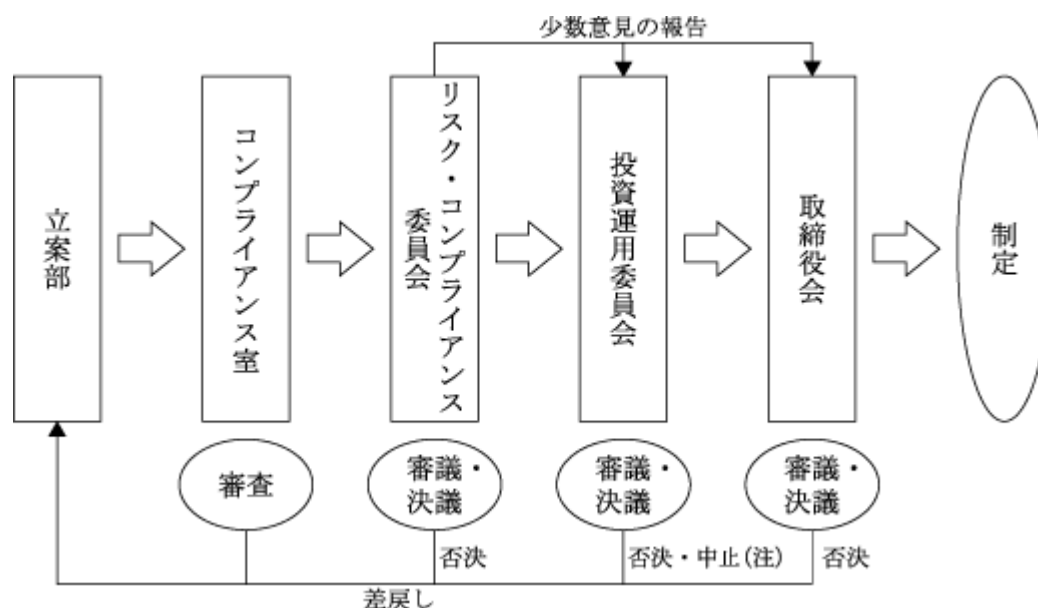 少数意見の報告
立案部
コンプライアンス室
リスク・コンプライアンス
委員会
投資運用委員会
取締役会
制定
審査
審議・
決議
審議・
決議
審議・
決議
否決
否決・中止(注)
否決
差戻し